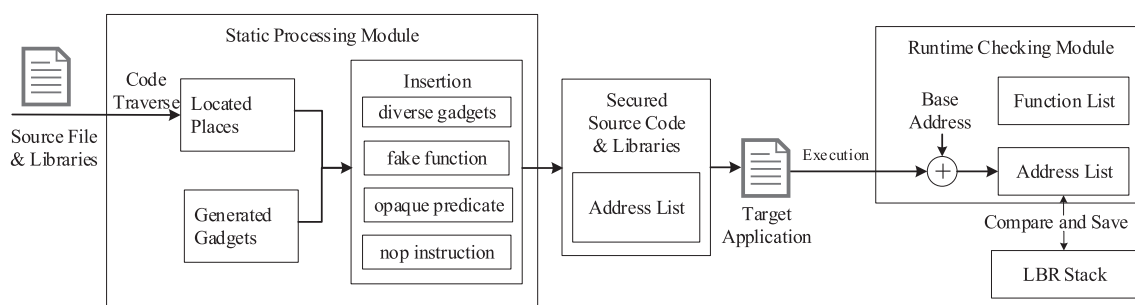 Static Processing Module
Code
Traverse
Source File
& Libraries
Located
Places
Generated
Gadgets
Insertion
diverse gadgets
fake function
opaque predicate
nop instruction
Secured
Source Code
& Libraries
Address List
Target
Application
Execution
Runtime Checking Module
Base
Address
+
Function List
Address List
Compare and Save
LBR Stack